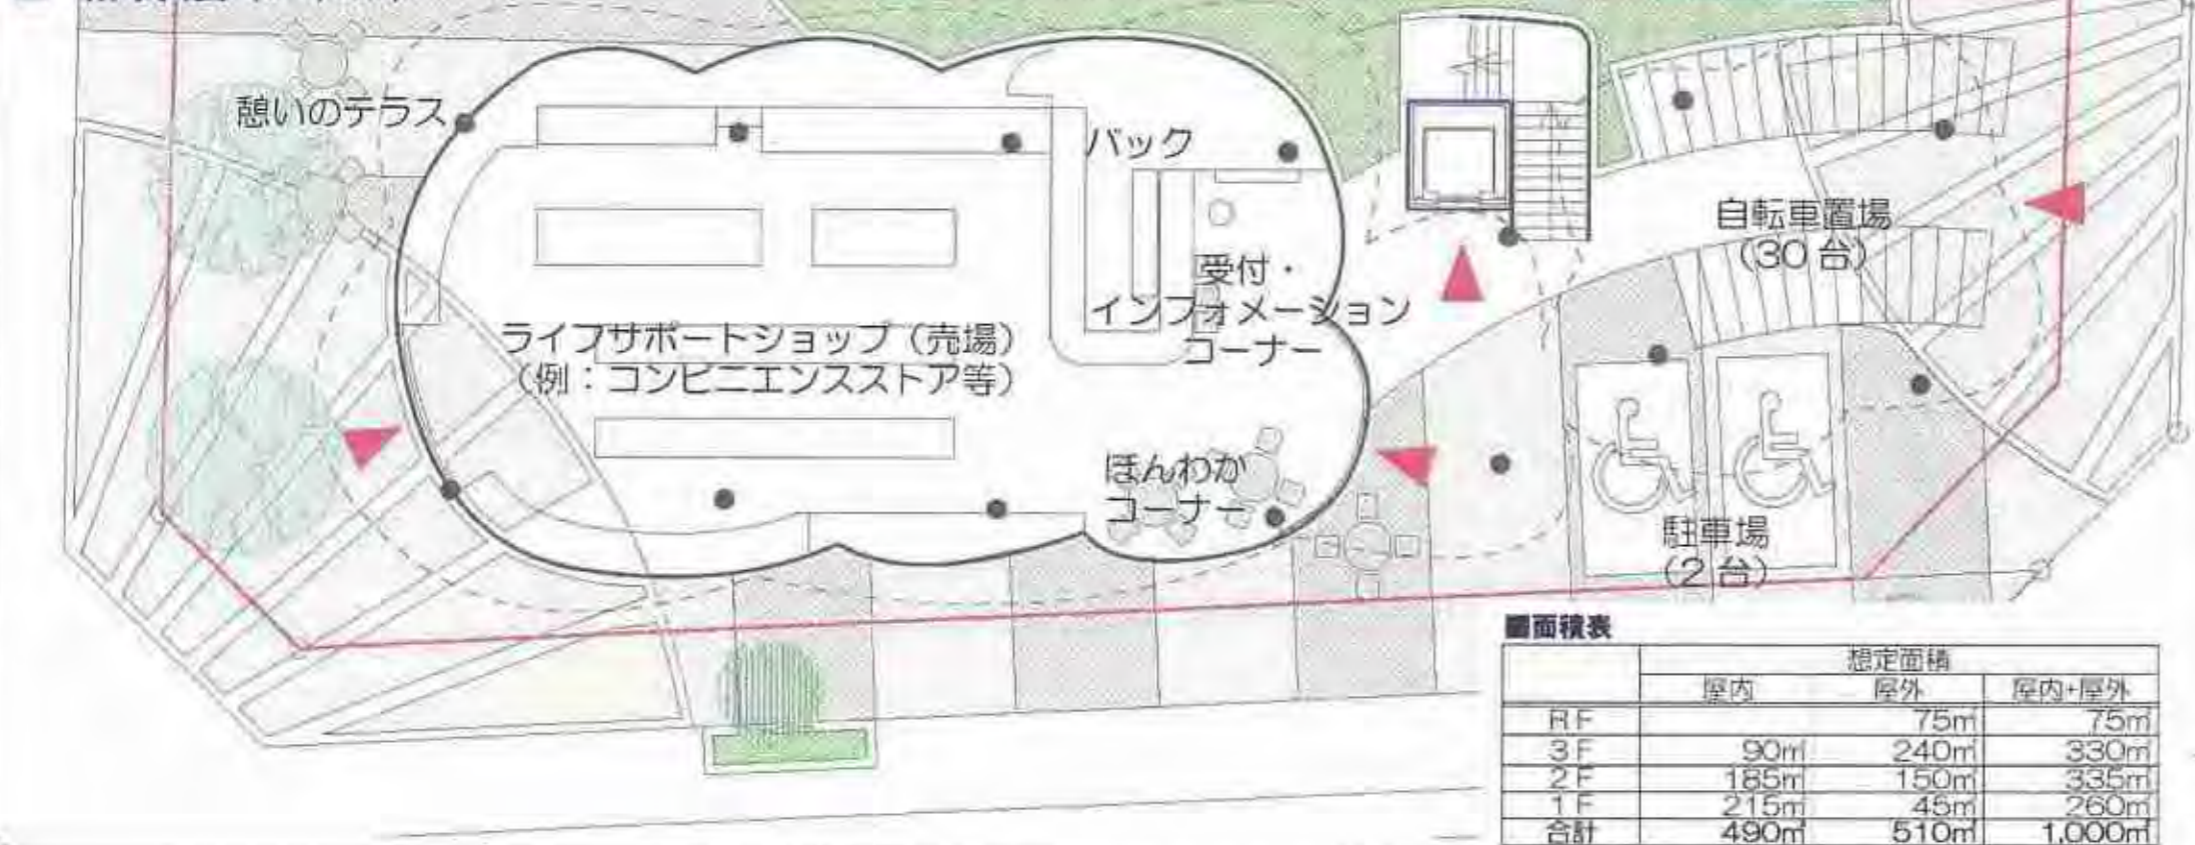 憩いのテラス
バック
自転車置場
(30台)
受付・
インフォメーション
コーナー
ライフサポートショップ（売場）
（例：コンビニエンスストア等）
ほんわか
コーナー
駐車場
(2台)
面積表
想定面積
屋内 屋外 屋内+屋外
RF 75㎡ 75㎡
3F 90㎡ 240㎡ 330㎡
2F 185㎡ 150㎡ 335㎡
1F 215㎡ 45㎡ 260㎡
合計 490㎡ 510㎡ 1,000㎡